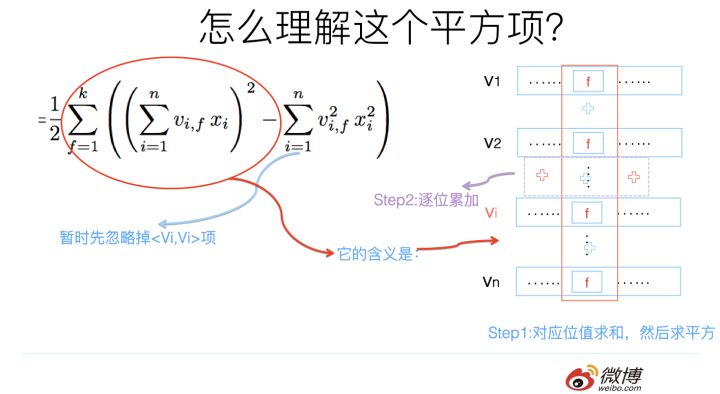 怎么理解这个平方项？
= \frac{1}{2} \sum_{f=1}^{k} \left( \left( \sum_{i=1}^{n} v_{i,f} x_i \right)^2 - \sum_{i=1}^{n} v_{i,f}^2 x_i^2 \right)
暂时先忽略掉<Vi,Vi>项
它的含义是：
V1 ...... f ......
V2 ...... f ......
Step2:逐位累加
Vi ...... f ......
Vn ...... f ......
Step1:对应位值求和，然后求平方
微博
weibo.com